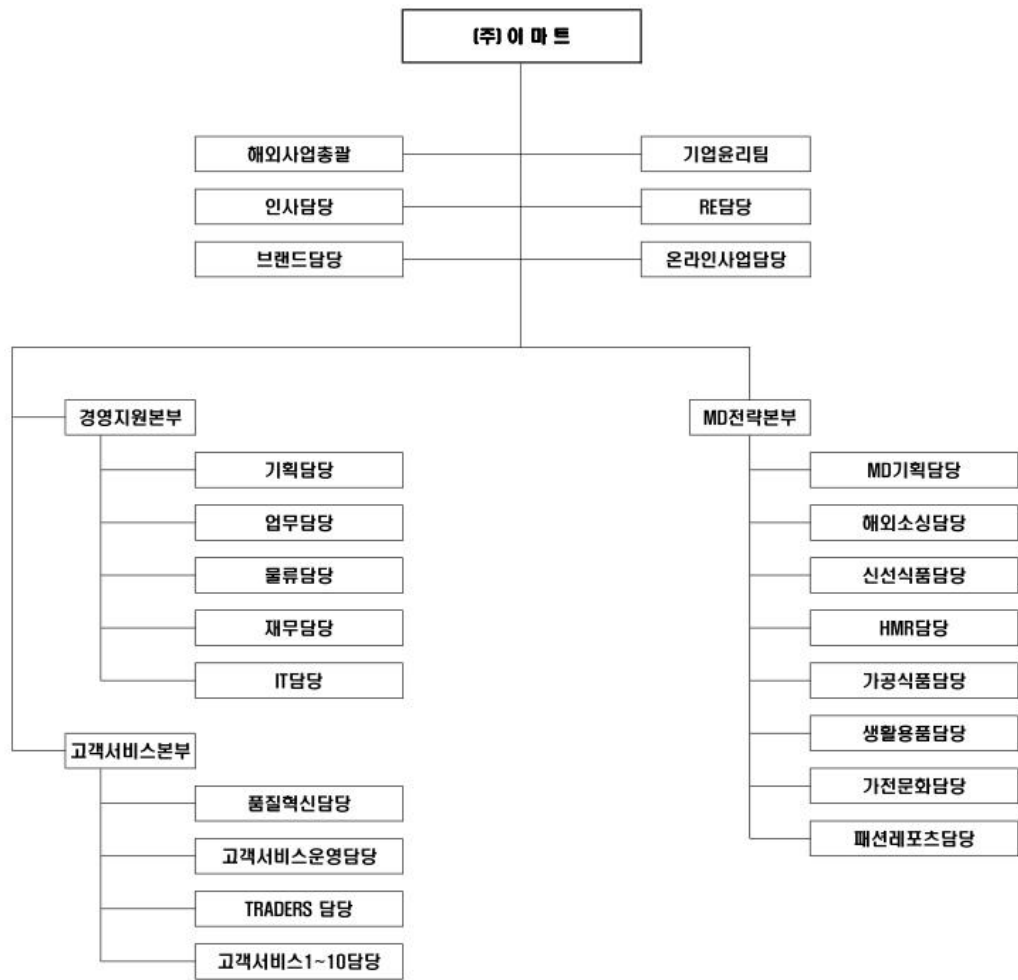 (주) 이 마 트
해외사업총괄
기업윤리팀
인사담당
RE담당
브랜드담당
온라인사업담당
경영지원본부
기획담당
업무담당
물류담당
재무담당
IT담당
고객서비스본부
품질혁신담당
고객서비스운영담당
TRADERS 담당
고객서비스1~10담당
MD전략본부
MD기획담당
해외소싱담당
신선식품담당
HMR담당
가공식품담당
생활용품담당
가전문화담당
패션레포츠담당